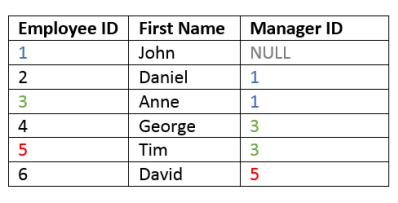 Employee ID First Name Manager ID
1 John NULL
2 Daniel 1
3 Anne 1
4 George 3
5 Tim 3
6 David 5